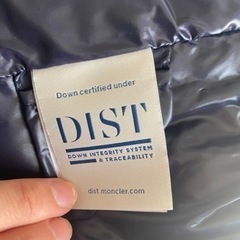 Down certified under
DIST
DOWN INTEGRITY SYSTEM
& TRACEABILITY
dist.moncler.com